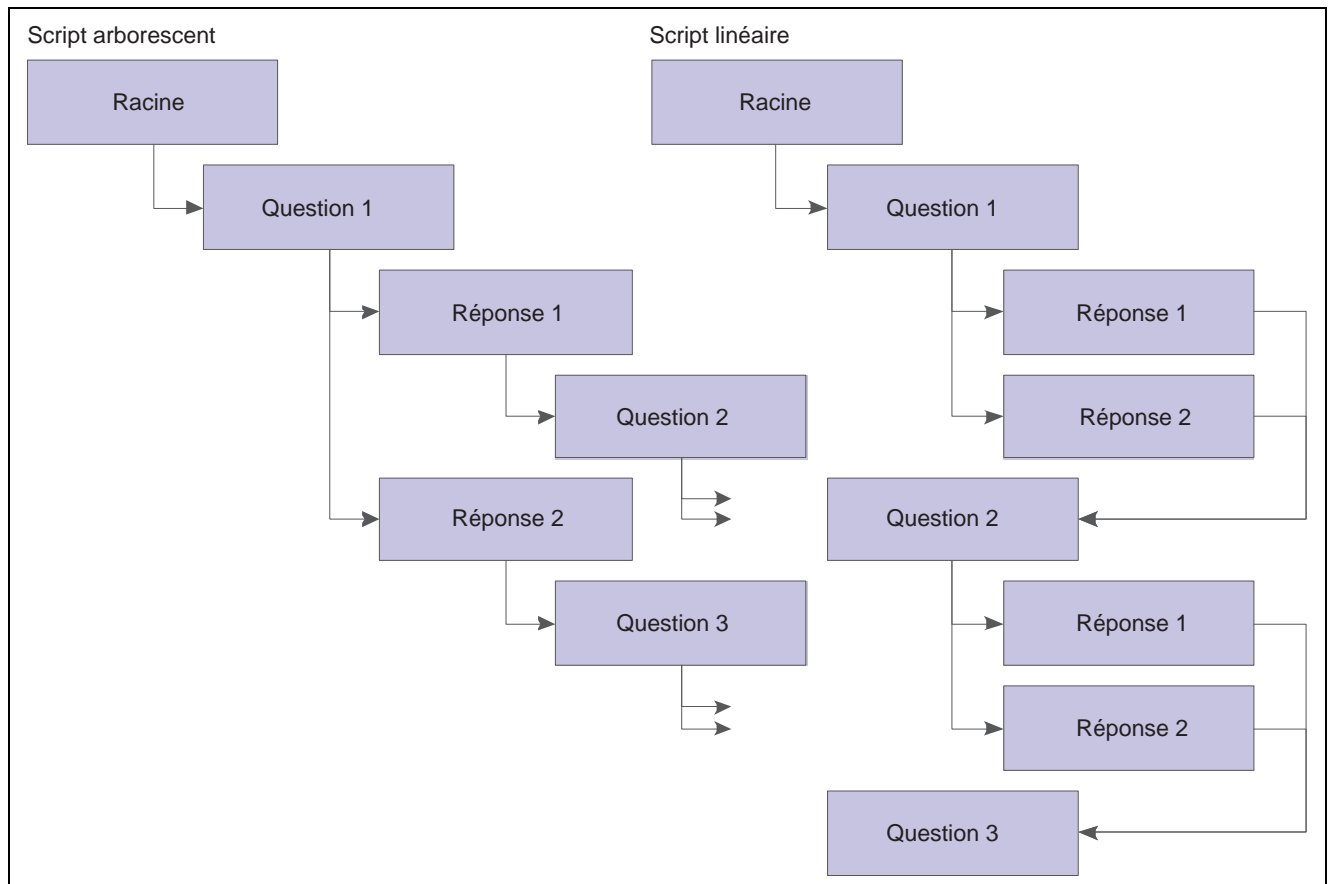 Script arborescent
Racine
Question 1
Réponse 1
Question 2
Réponse 2
Question 3
Script linéaire
Racine
Question 1
Réponse 1
Réponse 2
Question 2
Réponse 1
Réponse 2
Question 3